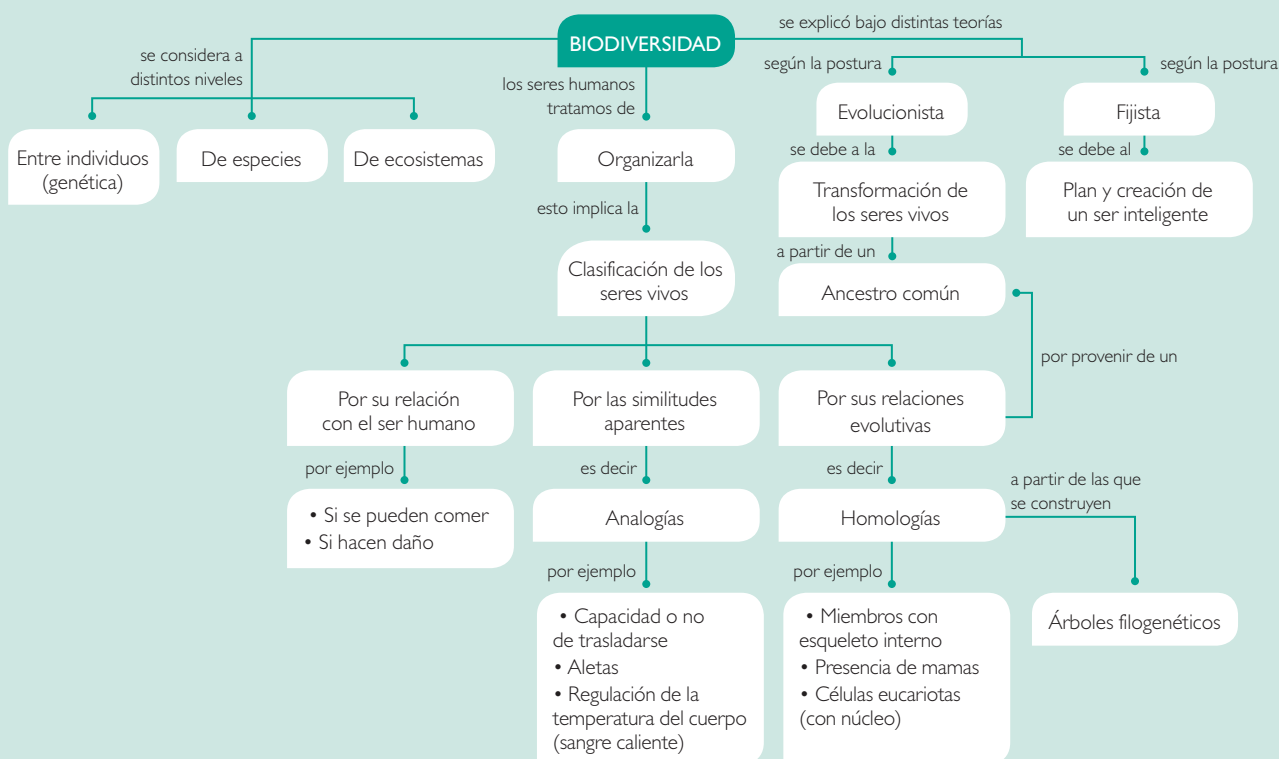 BIODIVERSIDAD
se considera a
distintos niveles
Entre individuos
(genética)
De especies
De ecosistemas
los seres humanos
tratamos de
Organizarla
esto implica la
Clasificación de los
seres vivos
se explicó bajo distintas teorías
según la postura
Evolucionista
se debe a la
Transformación de
los seres vivos
a partir de un
Ancestro común
según la postura
Fijista
se debe al
Plan y creación de
un ser inteligente
por provenir de un
Por su relación
con el ser humano
por ejemplo
• Si se pueden comer
• Si hacen daño
Por las similitudes
aparentes
es decir
Analogías
por ejemplo
• Capacidad o no
de trasladarse
• Aletas
• Regulación de la
temperatura del cuerpo
(sangre caliente)
Por sus relaciones
evolutivas
es decir
Homologías
por ejemplo
• Miembros con
esqueleto interno
• Presencia de mamas
• Células eucariotas
(con núcleo)
a partir de las que
se construyen
Árboles filogenéticos